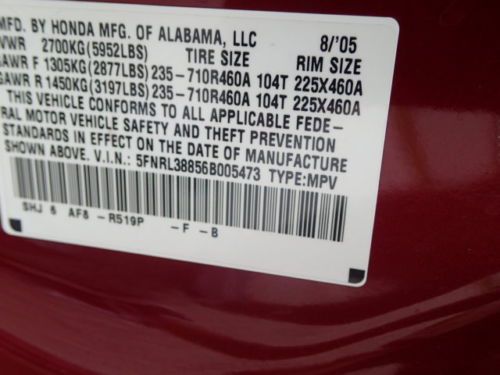 MFD. BY HONDA MFG. OF ALABAMA, LLC 8/'05
VWR 2700KG(5952LBS) TIRE SIZE RIM SIZE
GAWR F 1305KG(2877LBS) 235-710R460A 104T 225X460A
GAWR R 1450KG(3197LBS) 235-710R460A 104T 225X460A
THIS VEHICLE CONFORMS TO ALL APPLICABLE FEDE-
RAL MOTOR VEHICLE SAFETY AND THEFT PREVENTION
STANDARDS IN EFFECT ON THE DATE OF MANUFACTURE
SHOWN ABOVE. V.I.N.: 5FNRL38856B005473 TYPE:MPV
SHJ 6 AF8 -R519P -F -B